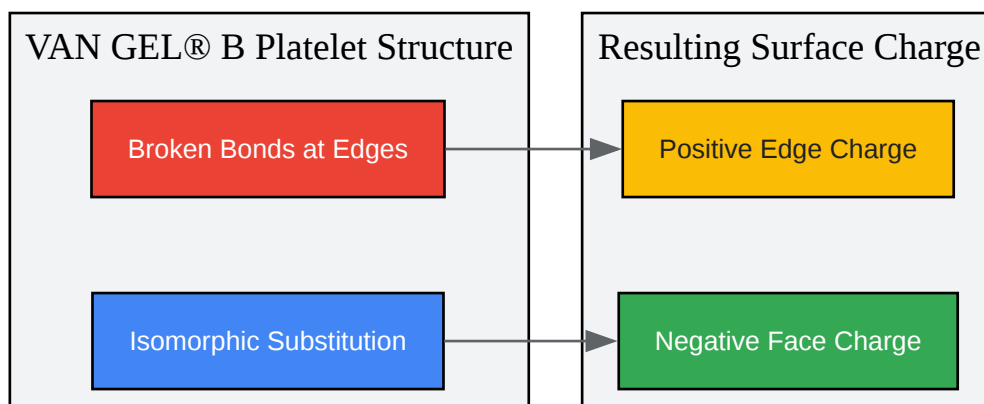 VAN GEL® B Platelet Structure
Resulting Surface Charge
Broken Bonds at Edges
Positive Edge Charge
Isomorphic Substitution
Negative Face Charge